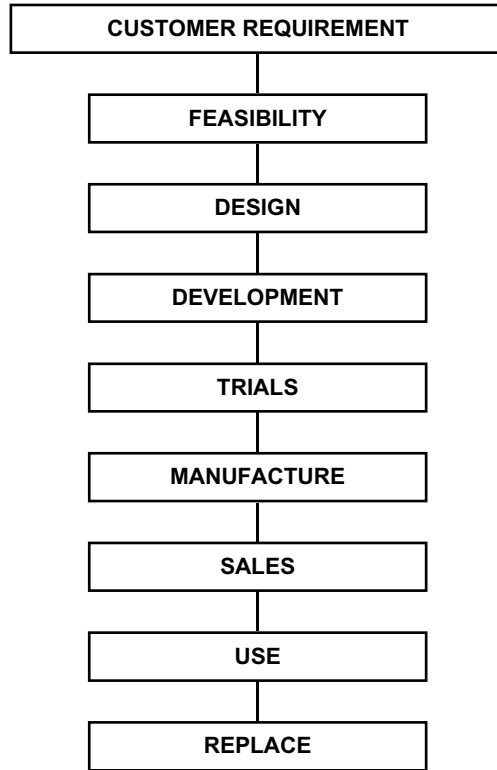 CUSTOMER REQUIREMENT
FEASIBILITY
DESIGN
DEVELOPMENT
TRIALS
MANUFACTURE
SALES
USE
REPLACE